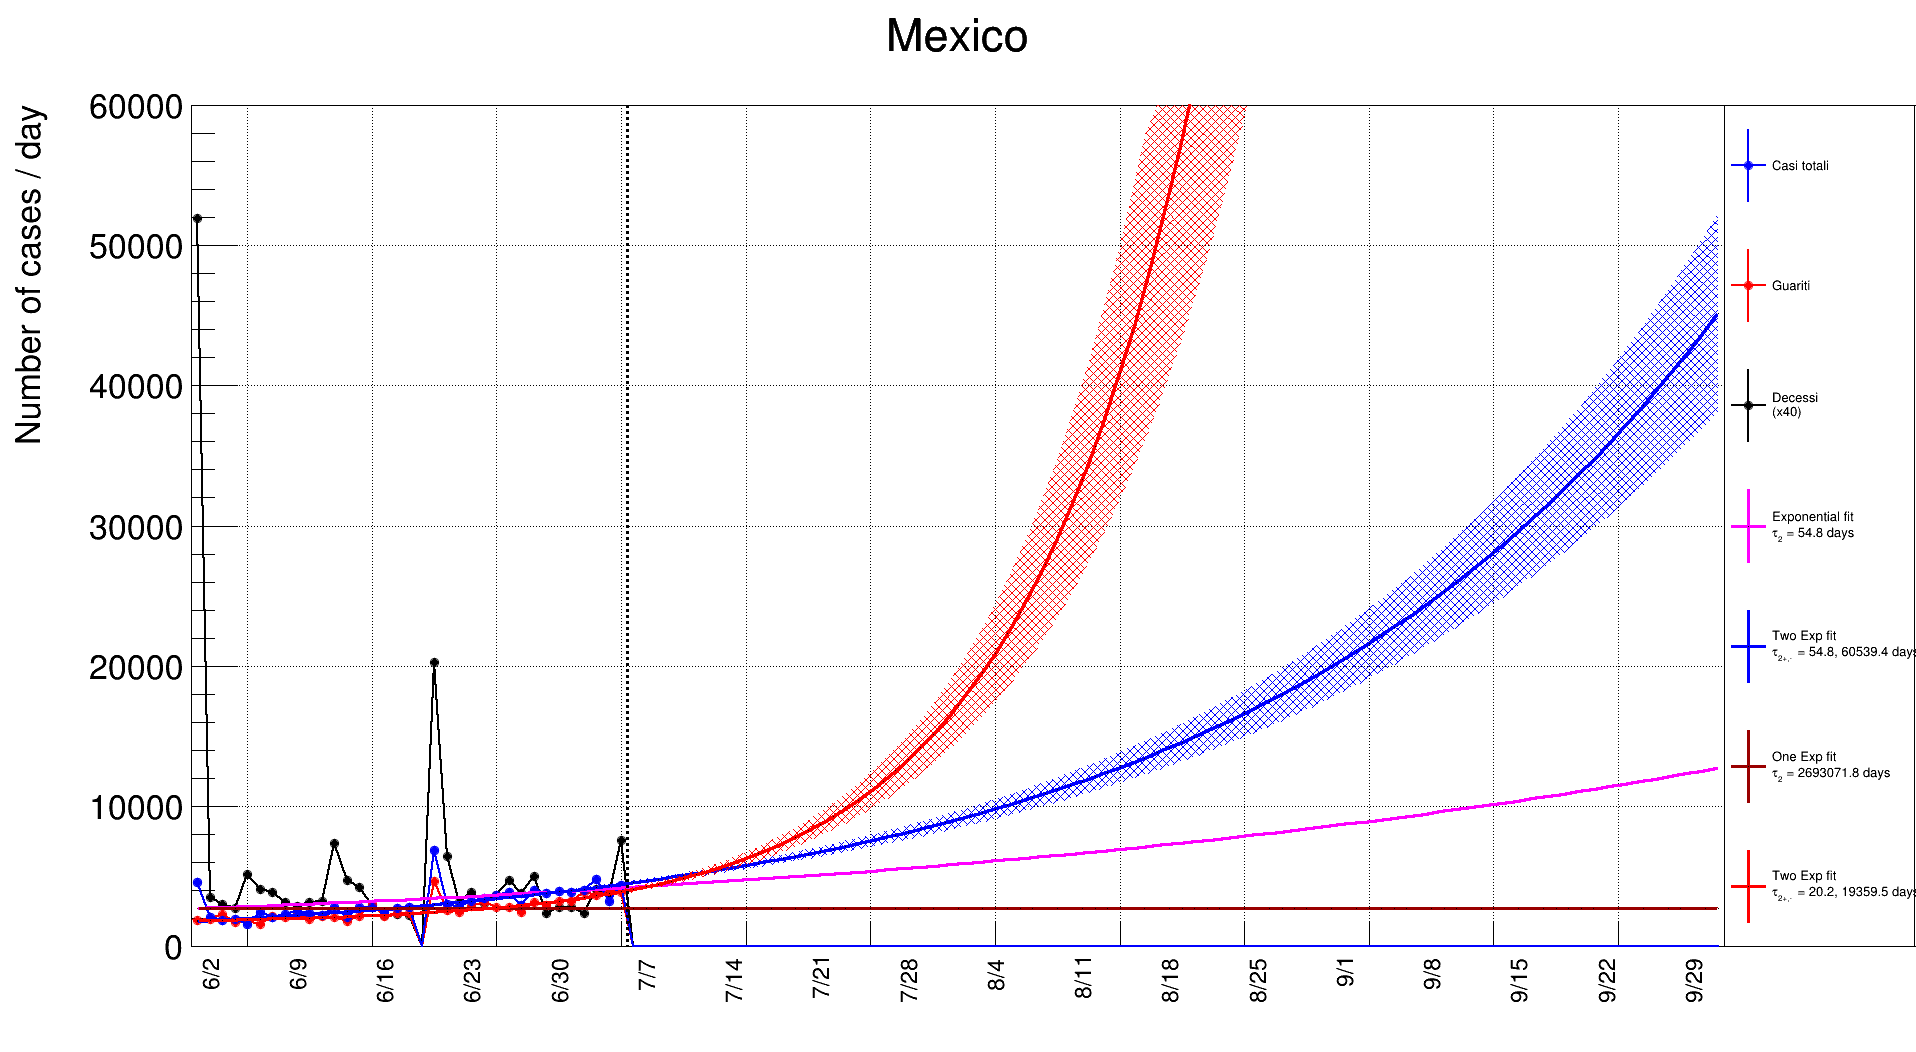 Mexico
Number of cases / day
60000
50000
40000
30000
20000
10000
0
6/2
6/9
6/16
6/23
6/30
7/7
7/14
7/21
7/28
8/4
8/11
8/18
8/25
9/1
9/8
9/15
9/22
9/29
Casi totali
Guariti
Decessi
(x40)
Exponential fit
τ2 = 54.8 days
Two Exp fit
τ2+,- = 54.8, 60539.4 days
One Exp fit
τ2 = 2693071.8 days
Two Exp fit
τ2+,- = 20.2, 19359.5 days